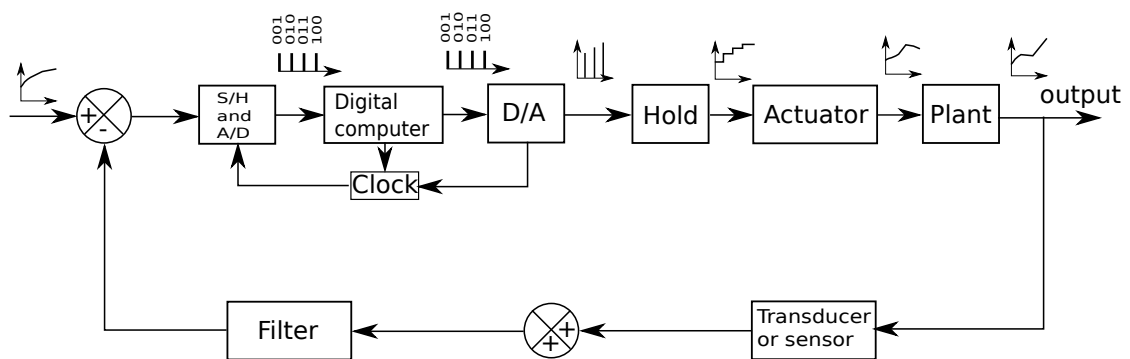 001
010
011
100
001
010
011
100
output
+
-
S/H
and
A/D
Digital
computer
D/A
Hold
Actuator
Plant
Clock
Filter
+
+
Transducer
or sensor